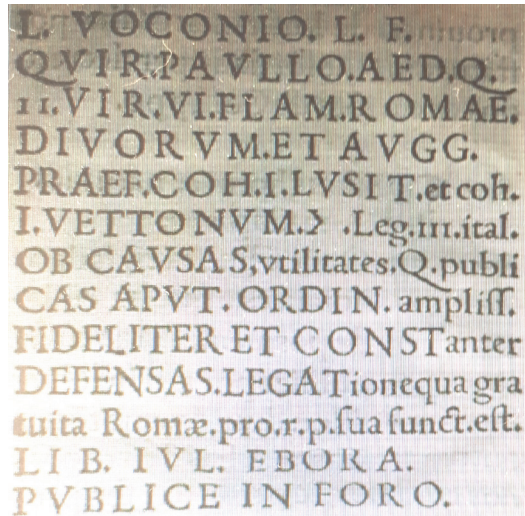 L. VOCONIO. L. F.
QVIR.PAVLLO.AED.Q.
II.VIR.VI.FLAM.ROMAE.
DIVORVM.ET AVGG.
PRAEF.COH.I.LVSIT.et coh.
I.VETTONVM.> .Leg.III.ital.
OB CAVSAS,vtilitates.Q.publi
CAS APVT.ORDIN. ampliſſ.
FIDELITER ET CONSTanter
DEFENSAS.LEGATionequa gra
tuita Romæ.pro.r.p.ſua funct.eſt.
LIB. IVL. EBORA.
PVBLICE IN FORO.